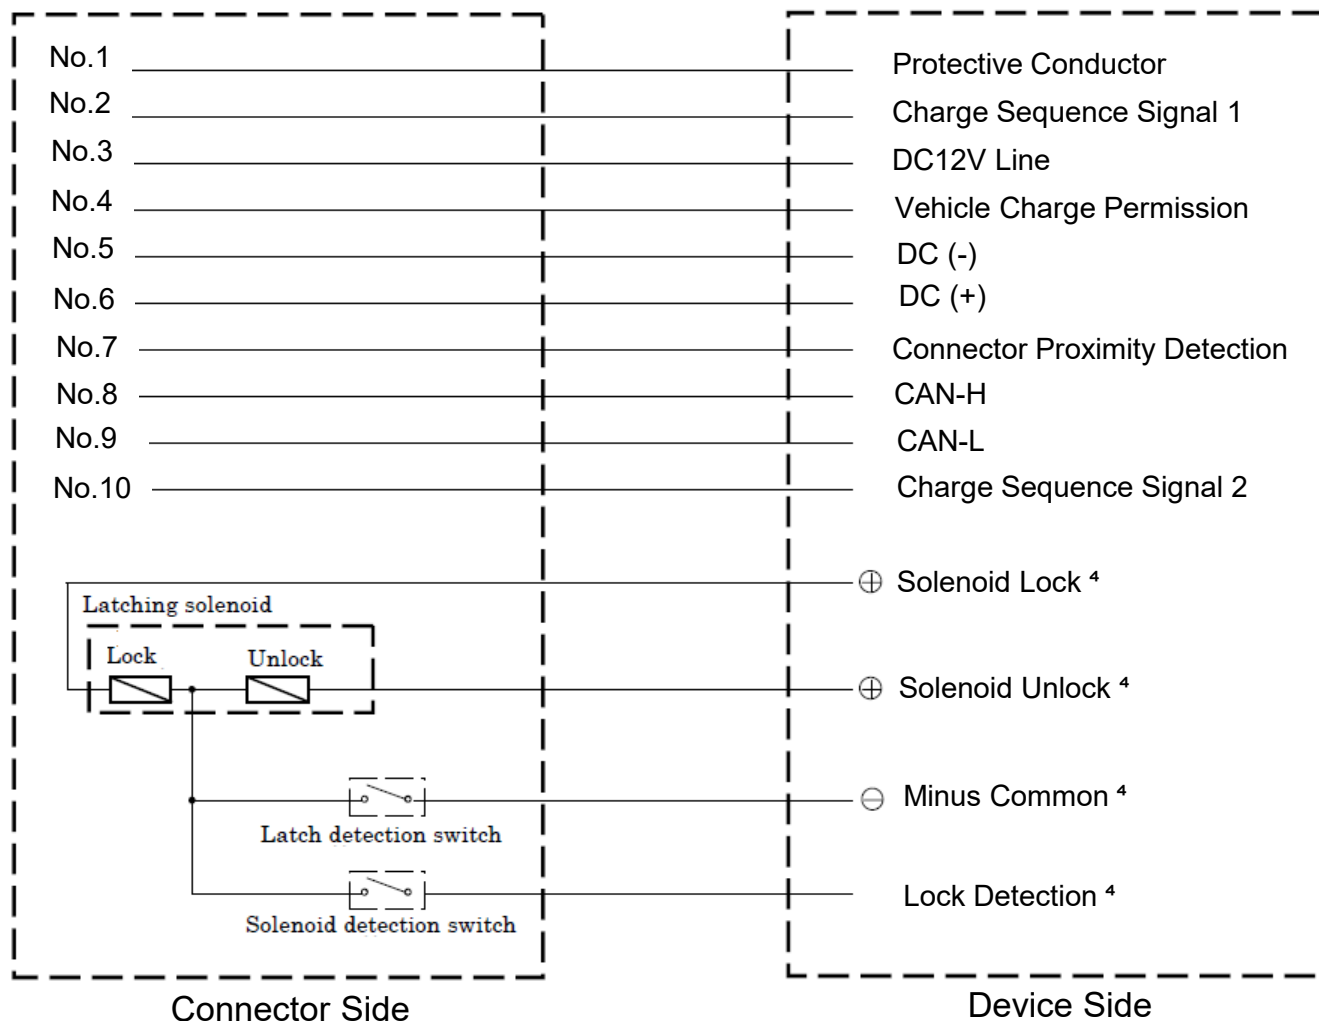 No.1 Protective Conductor
No.2 Charge Sequence Signal 1
No.3 DC12V Line
No.4 Vehicle Charge Permission
No.5 DC (-)
No.6 DC (+)
No.7 Connector Proximity Detection
No.8 CAN-H
No.9 CAN-L
No.10 Charge Sequence Signal 2
⊕ Solenoid Lock ⁴
Latching solenoid
Lock Unlock
⊕ Solenoid Unlock ⁴
⊖ Minus Common ⁴
Latch detection switch
Lock Detection ⁴
Solenoid detection switch
Connector Side Device Side